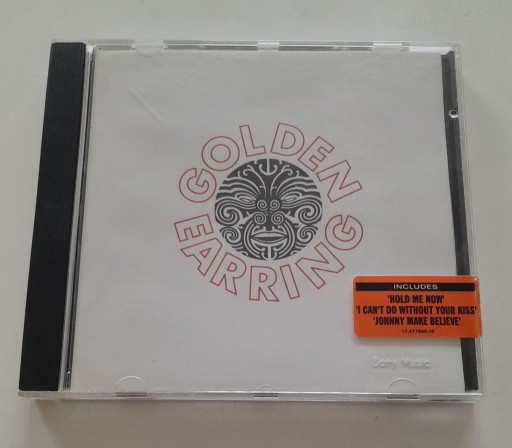 GOLDEN
EARRING
INCLUDES
'HOLD ME NOW'
'I CAN'T DO WITHOUT YOUR KISS'
'JOHNNY MAKE BELIEVE'
Sony Music